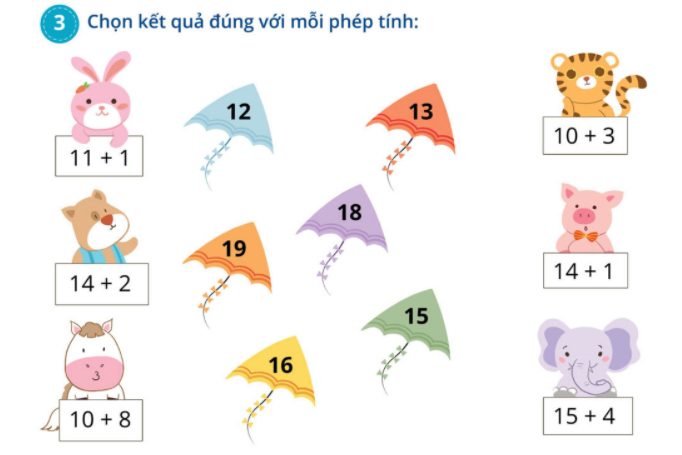 3 Chọn kết quả đúng với mỗi phép tính:
12
13
11 + 1
10 + 3
18
19
14 + 2
14 + 1
15
16
10 + 8
15 + 4